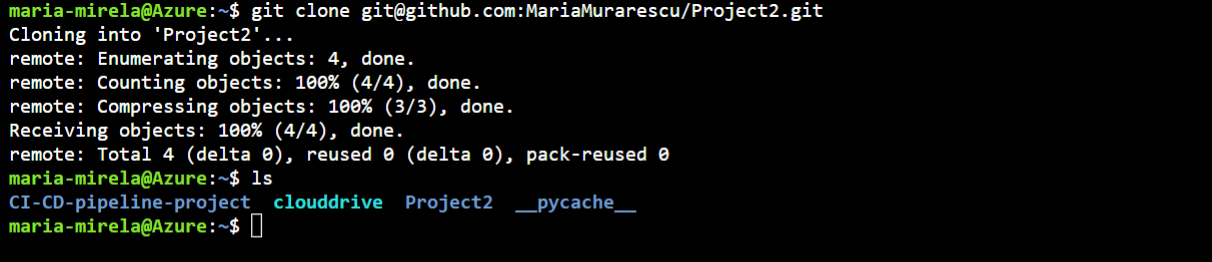 maria-mirela@Azure:~$ git clone git@github.com:MariaMurarescu/Project2.git
Cloning into 'Project2'...
remote: Enumerating objects: 4, done.
remote: Counting objects: 100% (4/4), done.
remote: Compressing objects: 100% (3/3), done.
Receiving objects: 100% (4/4), done.
remote: Total 4 (delta 0), reused 0 (delta 0), pack-reused 0
maria-mirela@Azure:~$ ls
CI-CD-pipeline-project  clouddrive  Project2  __pycache__
maria-mirela@Azure:~$